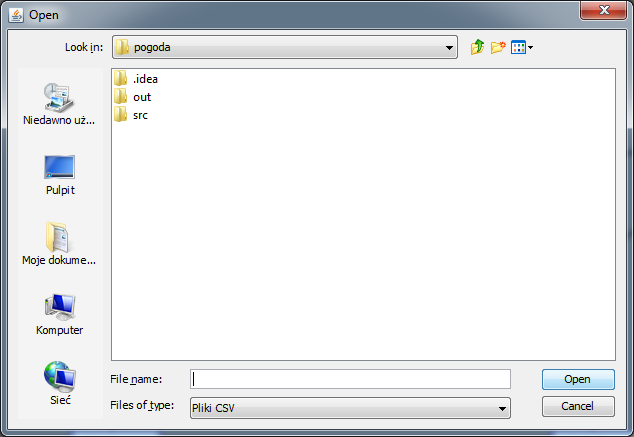 Open
Look in:
pogoda
.idea
out
src
Niedawno uż...
Pulpit
Moje dokume...
Komputer
Sieć
File name:
Open
Files of type:
Pliki CSV
Cancel